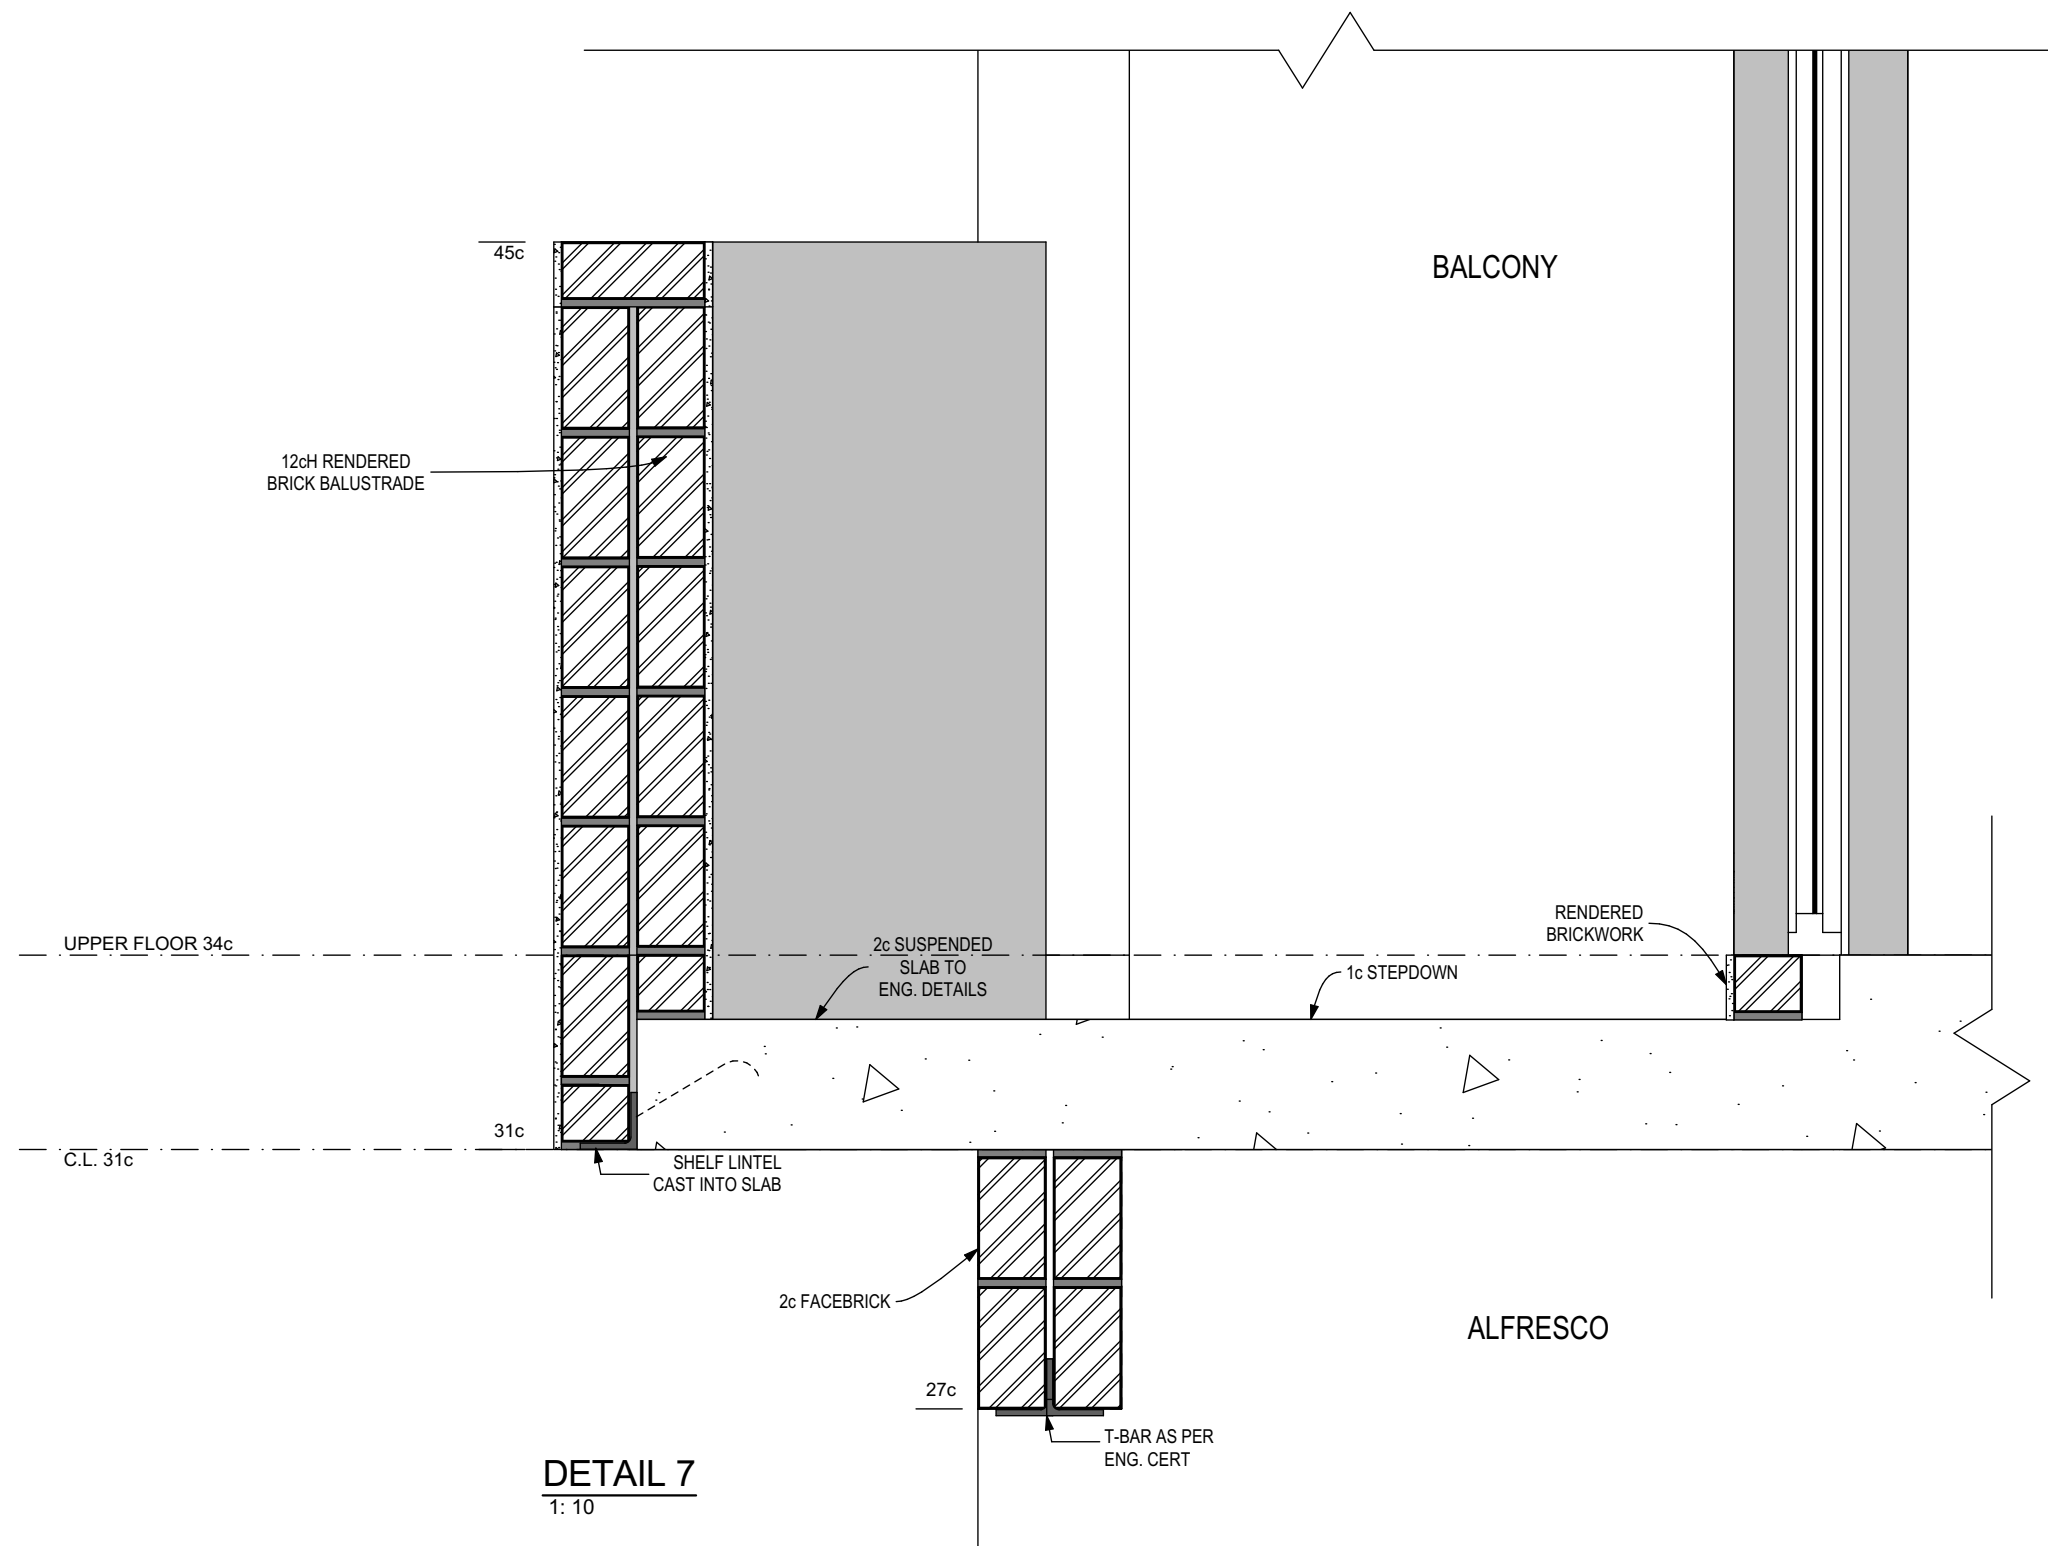 45c
BALCONY
12cH RENDERED
BRICK BALUSTRADE
RENDERED
BRICKWORK
UPPER FLOOR 34c
2c SUSPENDED
SLAB TO
ENG. DETAILS
1c STEPDOWN
31c
C.L. 31c
SHELF LINTEL
CAST INTO SLAB
2c FACEBRICK
ALFRESCO
27c
T-BAR AS PER
ENG. CERT
DETAIL 7
1: 10